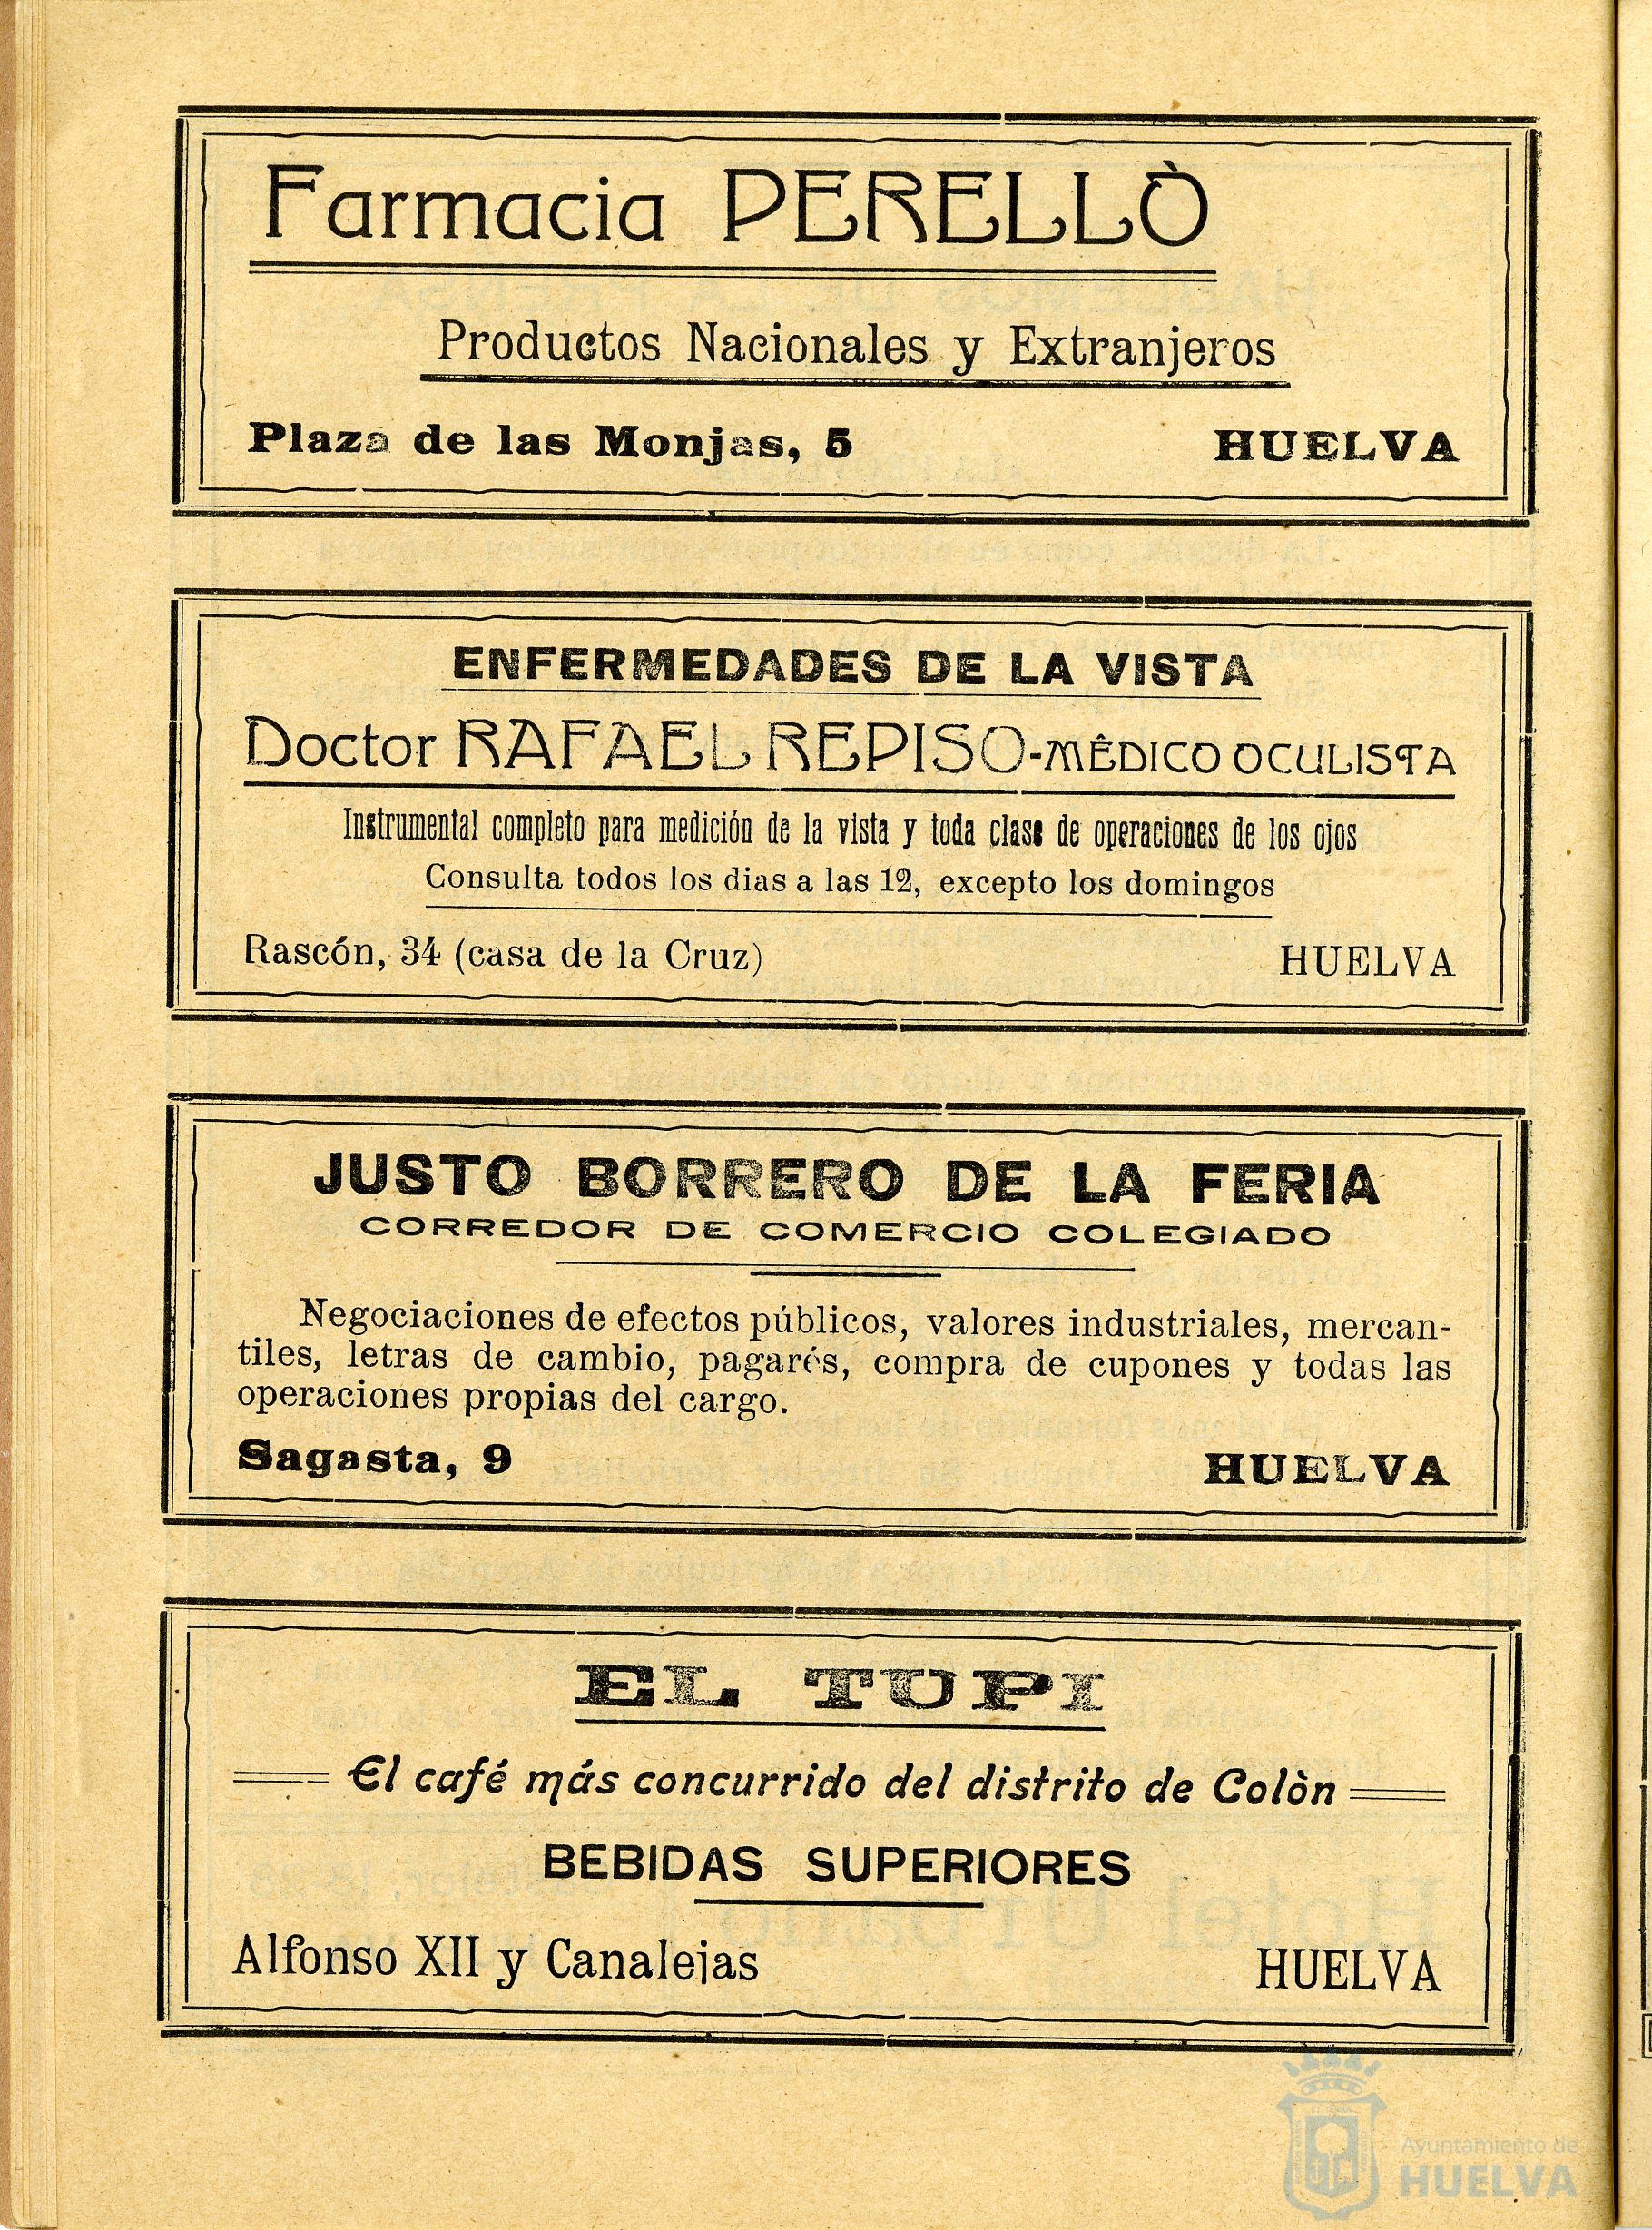 Farmacia PERELLÒ
Productos Nacionales y Extranjeros
Plaza de las Monjas, 5 HUELVA
ENFERMEDADES DE LA VISTA
Doctor RAFAEL REPISO-MÊDICO OCULISTA
Instrumental completo para medición de la vista y toda clase de operaciones de los ojos
Consulta todos los dias a las 12, excepto los domingos
Rascón, 34 (casa de la Cruz) HUELVA
JUSTO BORRERO DE LA FERIA
CORREDOR DE COMERCIO COLEGIADO
Negociaciones de efectos públicos, valores industriales, mercan-
tiles, letras de cambio, pagarés, compra de cupones y todas las
operaciones propias del cargo.
Sagasta, 9 HUELVA
EL TUPI
El café más concurrido del distrito de Colòn
BEBIDAS SUPERIORES
Alfonso XII y Canalejas HUELVA
Ayuntamiento de
HUELVA